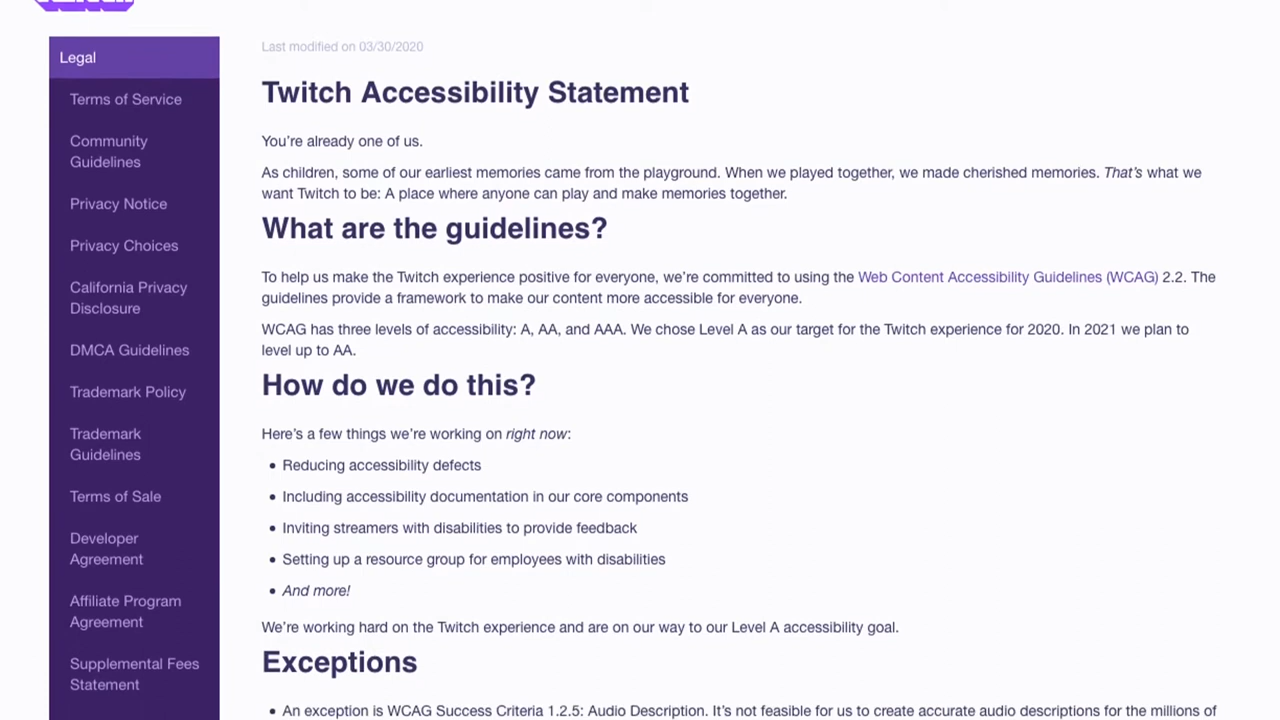 Legal
Terms of Service
Community
Guidelines
Privacy Notice
Privacy Choices
California Privacy
Disclosure
DMCA Guidelines
Trademark Policy
Trademark
Guidelines
Terms of Sale
Developer
Agreement
Affiliate Program
Agreement
Supplemental Fees
Statement
Last modified on 03/30/2020
Twitch Accessibility Statement
You’re already one of us.
As children, some of our earliest memories came from the playground. When we played together, we made cherished memories. That’s what we
want Twitch to be: A place where anyone can play and make memories together.
What are the guidelines?
To help us make the Twitch experience positive for everyone, we’re committed to using the Web Content Accessibility Guidelines (WCAG) 2.2. The
guidelines provide a framework to make our content more accessible for everyone.
WCAG has three levels of accessibility: A, AA, and AAA. We chose Level A as our target for the Twitch experience for 2020. In 2021 we plan to
level up to AA.
How do we do this?
Here’s a few things we’re working on right now:
• Reducing accessibility defects
• Including accessibility documentation in our core components
• Inviting streamers with disabilities to provide feedback
• Setting up a resource group for employees with disabilities
• And more!
We’re working hard on the Twitch experience and are on our way to our Level A accessibility goal.
Exceptions
• An exception is WCAG Success Criteria 1.2.5: Audio Description. It’s not feasible for us to create accurate audio descriptions for the millions of